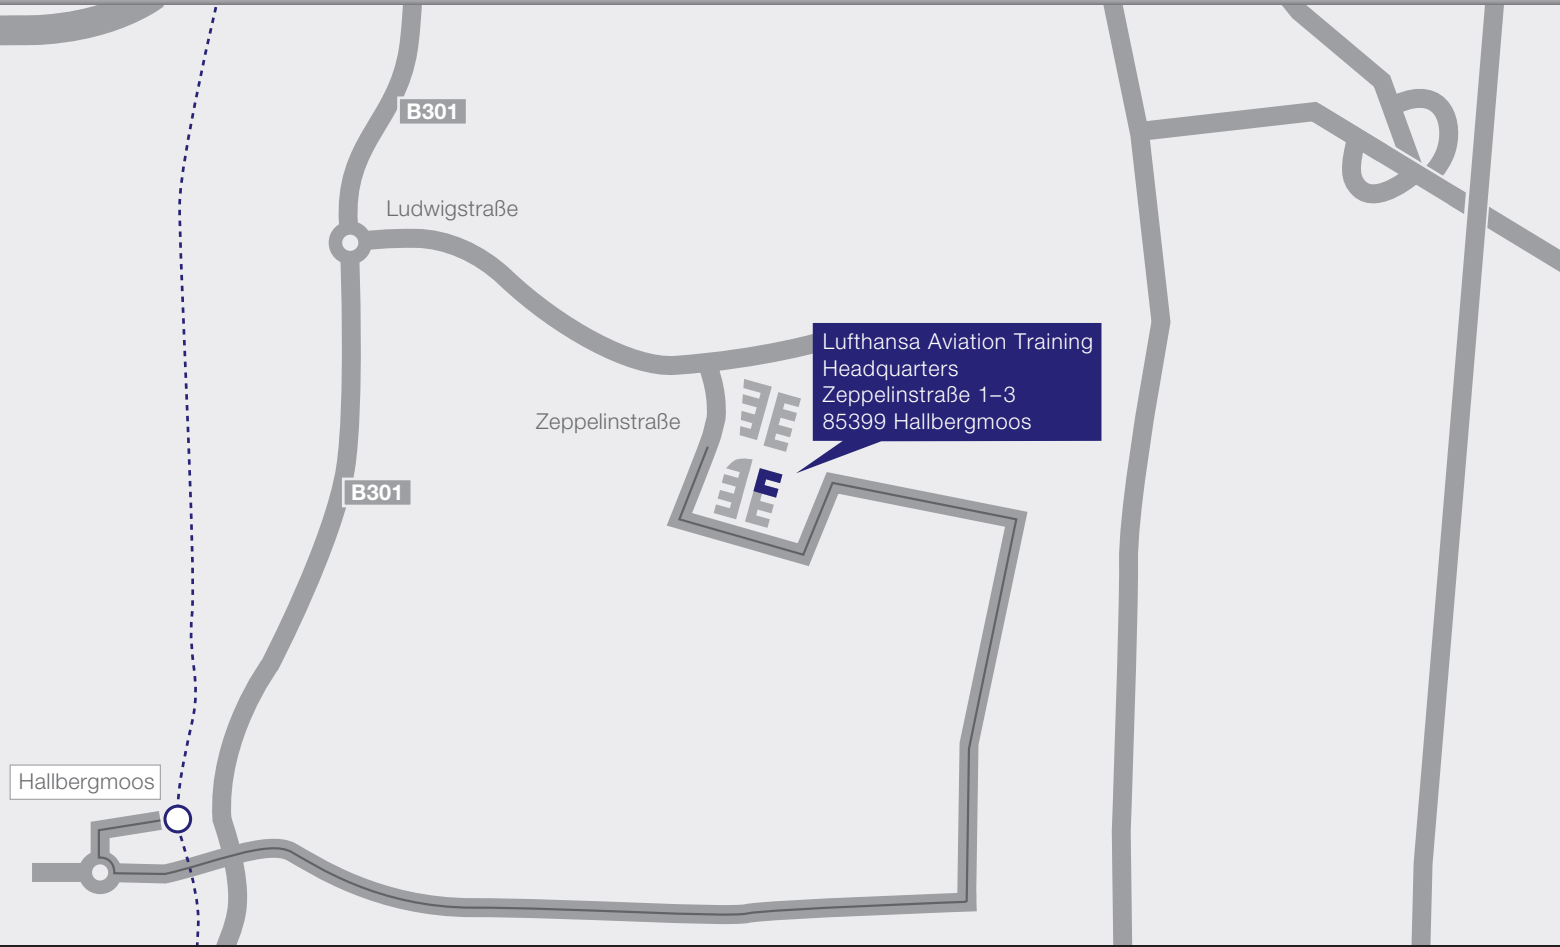 B301
Ludwigstraße
Lufthansa Aviation Training
Headquarters
Zeppelinstraße 1–3
85399 Hallbergmoos
Zeppelinstraße
B301
Hallbergmoos